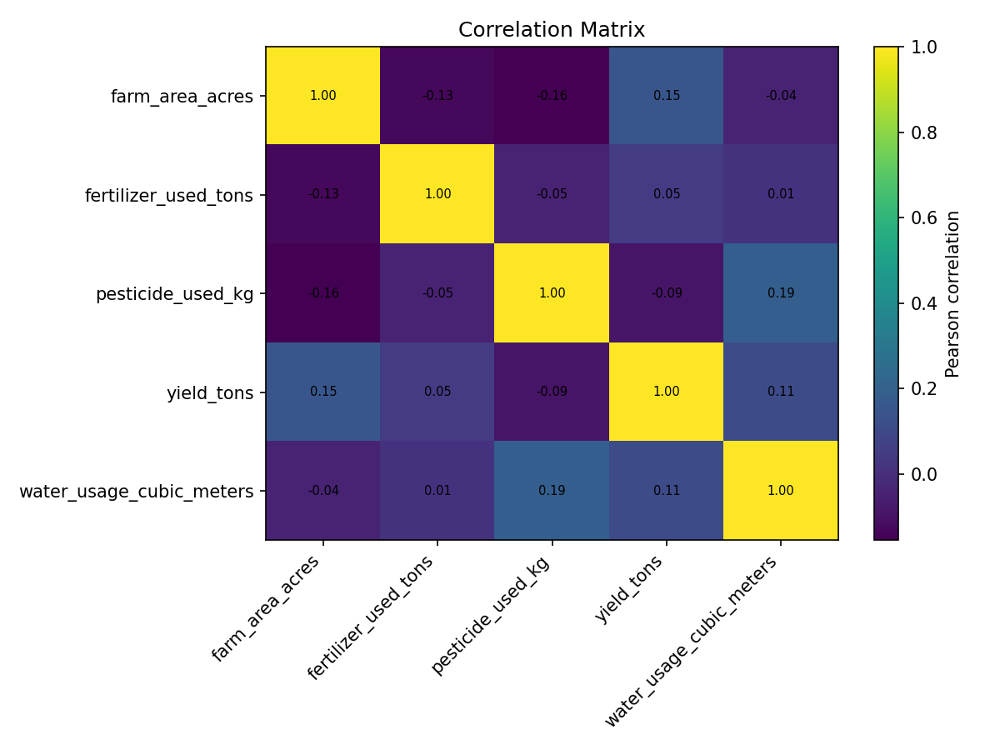 Correlation Matrix
farm_area_acres 1.00 -0.13 -0.16 0.15 -0.04
fertilizer_used_tons -0.13 1.00 -0.05 0.05 0.01
pesticide_used_kg -0.16 -0.05 1.00 -0.09 0.19
yield_tons 0.15 0.05 -0.09 1.00 0.11
water_usage_cubic_meters -0.04 0.01 0.19 0.11 1.00
farm_area_acres
fertilizer_used_tons
pesticide_used_kg
yield_tons
water_usage_cubic_meters
1.0
0.8
0.6
0.4
0.2
0.0
Pearson correlation